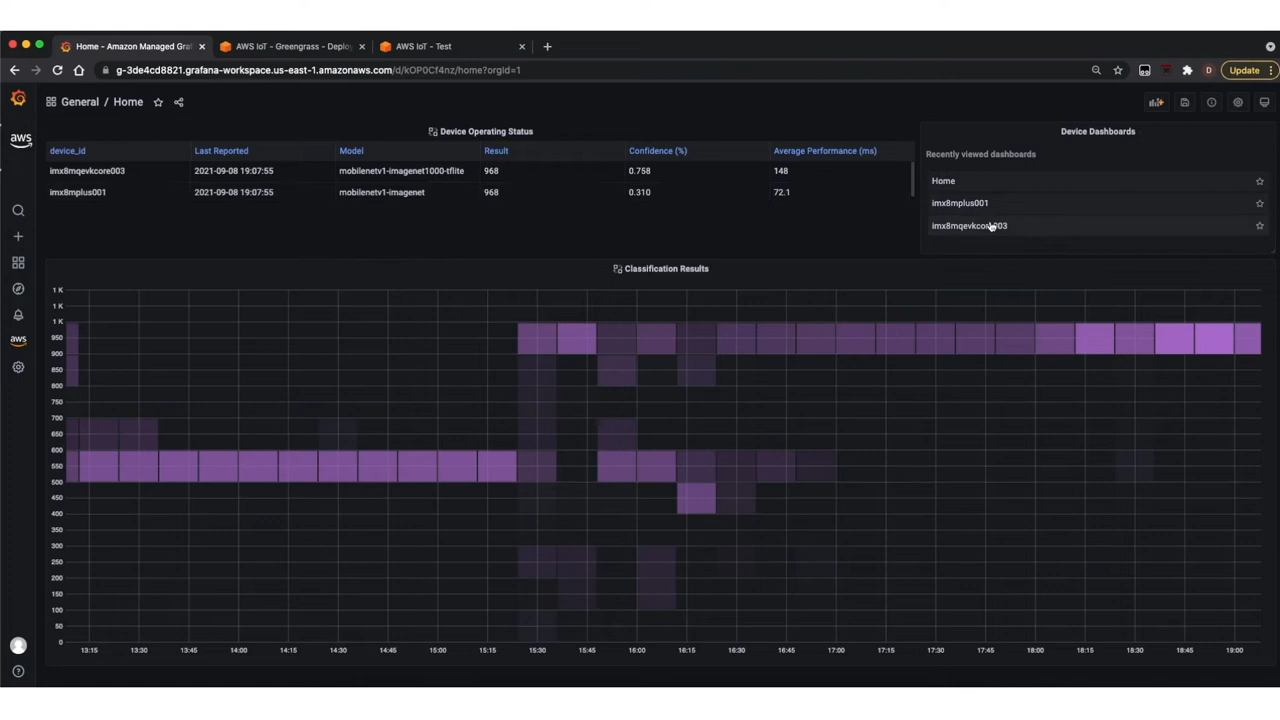 Home - Amazon Managed Graf
AWS IoT - Greengrass - Deploy
AWS IoT - Test
g-3de4cd8821.grafana-workspace.us-east-1.amazonaws.com/d/kOP0Cf4nz/home?orgId=1
D
Update
General / Home
aws
aws
Device Operating Status
device_id Last Reported Model Result Confidence (%) Average Performance (ms)
imx8mqevkcore003 2021-09-08 19:07:55 mobilenetv1-imagenet1000-tflite 968 0.758 148
imx8mplus001 2021-09-08 19:07:55 mobilenetv1-imagenet 968 0.310 72.1
Device Dashboards
Recently viewed dashboards
Home
imx8mplus001
imx8mqevkcore003
Classification Results
1 K
1 K
1 K
950
900
850
800
750
700
650
600
550
500
450
400
350
300
250
200
150
100
50
0
13:15 13:30 13:45 14:00 14:15 14:30 14:45 15:00 15:15 15:30 15:45 16:00 16:15 16:30 16:45 17:00 17:15 17:30 17:45 18:00 18:15 18:30 18:45 19:00